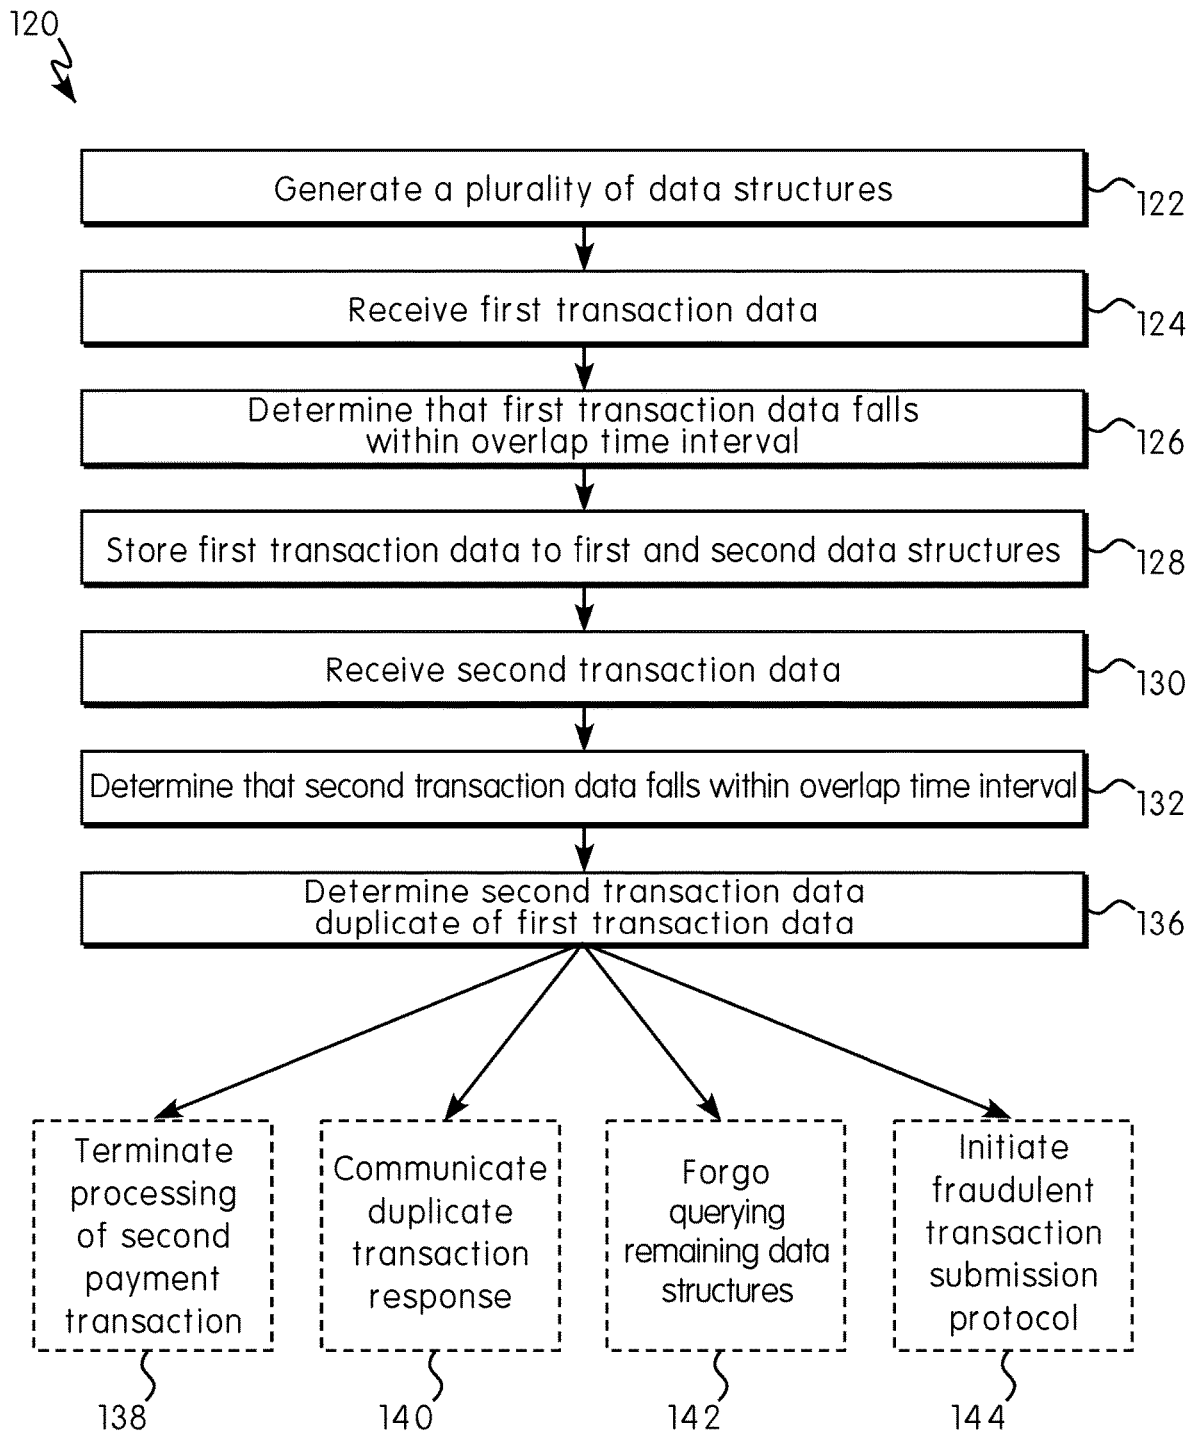 120
Generate a plurality of data structures
122
Receive first transaction data
124
Determine that first transaction data falls
within overlap time interval
126
Store first transaction data to first and second data structures
128
Receive second transaction data
130
Determine that second transaction data falls within overlap time interval
132
Determine second transaction data
duplicate of first transaction data
136
Terminate
processing
of second
payment
transaction
138
Communicate
duplicate
transaction
response
140
Forgo
querying
remaining data
structures
142
Initiate
fraudulent
transaction
submission
protocol
144